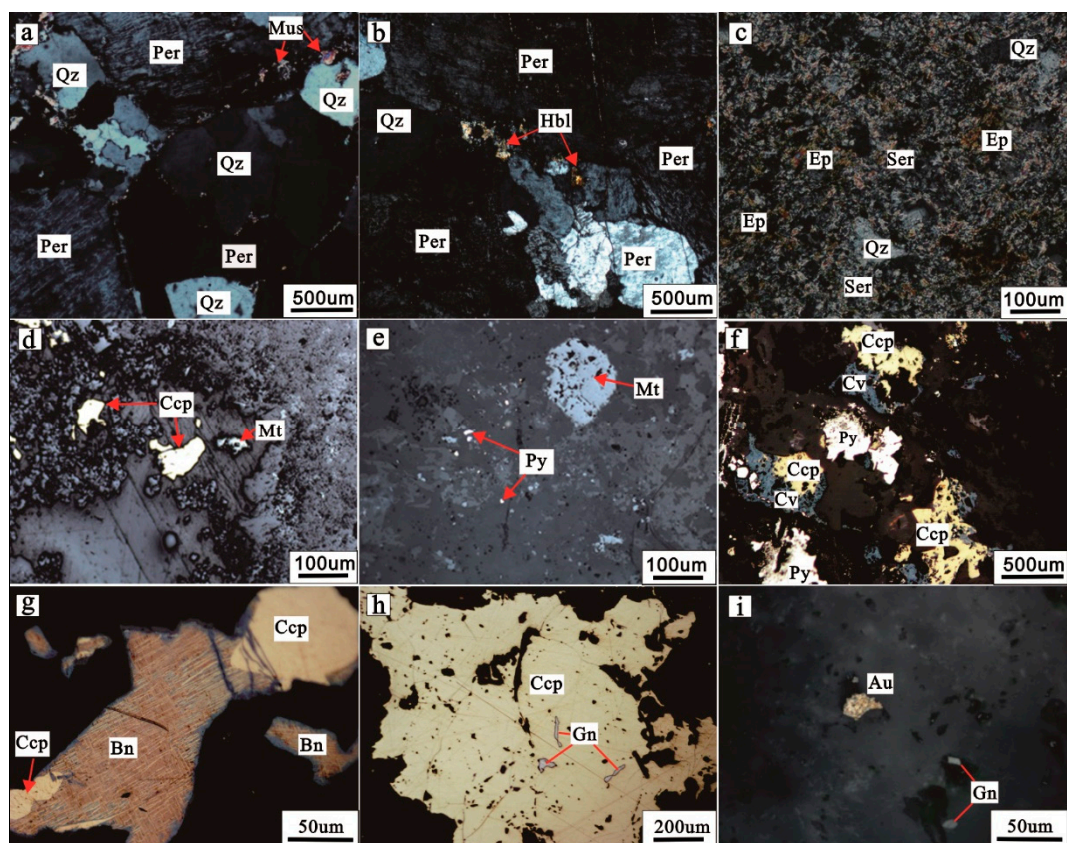 a
Mus
Per
Qz
Qz
Qz
Per
Per
Qz
500um
b
Per
Qz
Hbl
Per
Per
Per
500um
c
Qz
Ep
Ep
Ser
Ep
Qz
Ser
100um
d
Ccp
Mt
100um
e
Mt
Py
100um
f
Ccp
Cv
Py
Ccp
Cv
Ccp
Py
500um
g
Ccp
Bn
Ccp
Bn
50um
h
Ccp
Gn
200um
i
Au
Gn
50um